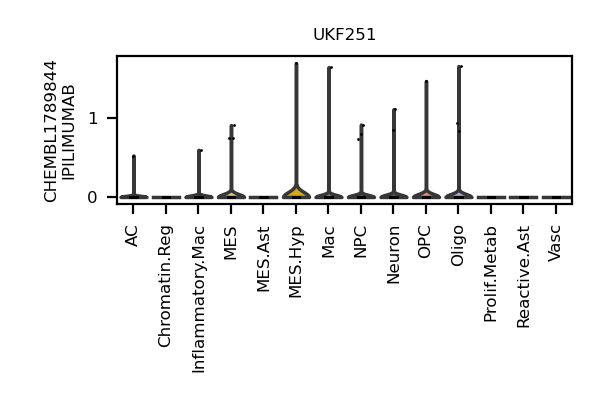 UKF251
CHEMBL1789844
IPILIMUMAB
1
0
AC
Chromatin.Reg
Inflammatory.Mac
MES
MES.Ast
MES.Hyp
Mac
NPC
Neuron
OPC
Oligo
Prolif.Metab
Reactive.Ast
Vasc